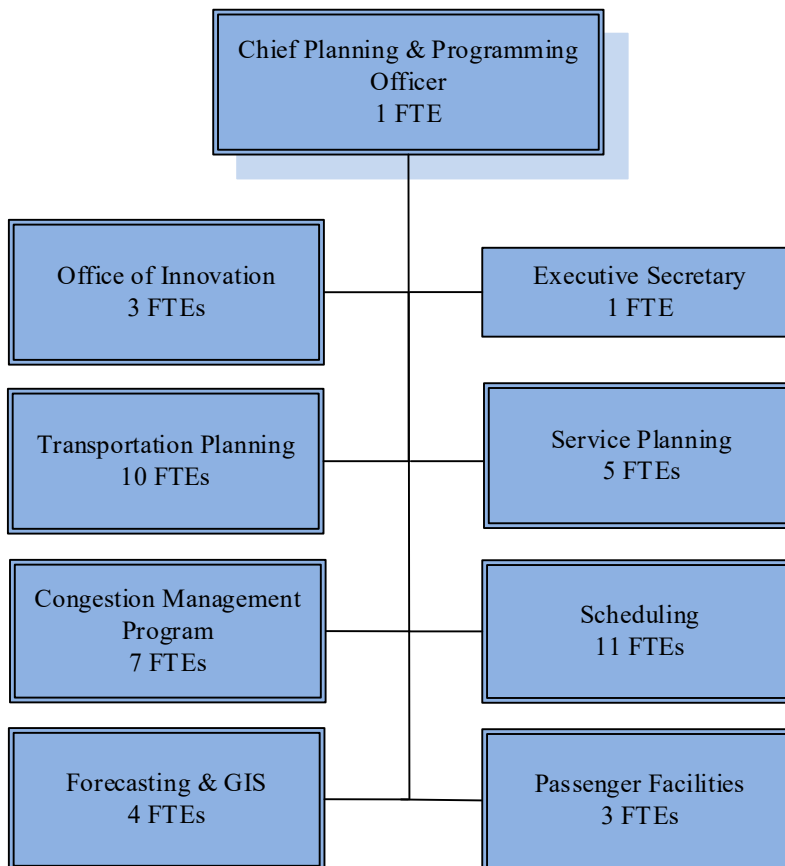 Chief Planning & Programming
Officer
1 FTE
Office of Innovation
3 FTEs
Executive Secretary
1 FTE
Transportation Planning
10 FTEs
Service Planning
5 FTEs
Congestion Management
Program
7 FTEs
Scheduling
11 FTEs
Forecasting & GIS
4 FTEs
Passenger Facilities
3 FTEs